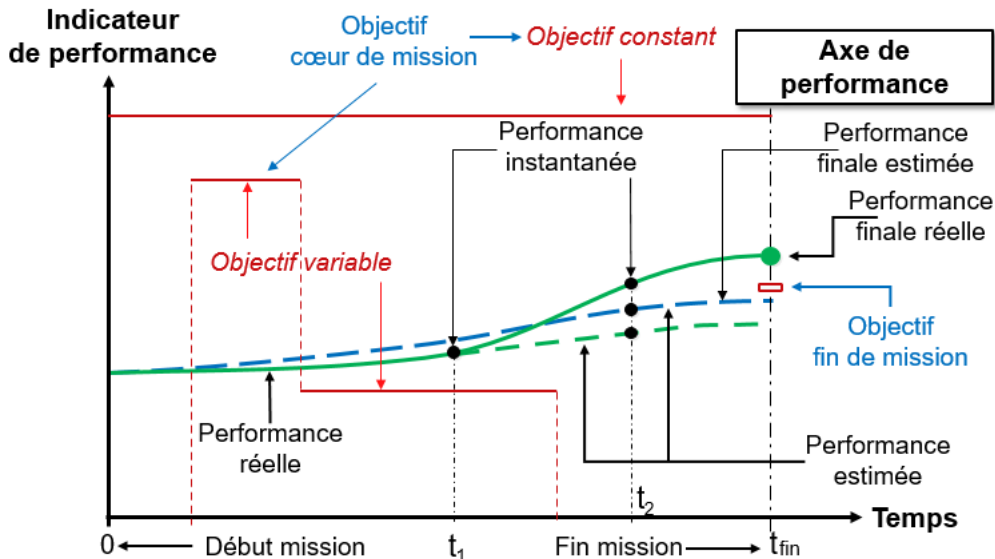 Indicateur
de performance
Objectif
cœur de mission
Objectif constant
Axe de
performance
Performance
instantanée
Performance
finale estimée
Performance
finale réelle
Objectif variable
Objectif
fin de mission
Performance
réelle
Performance
estimée
Temps
0
Début mission
t1
t2
Fin mission
tfin